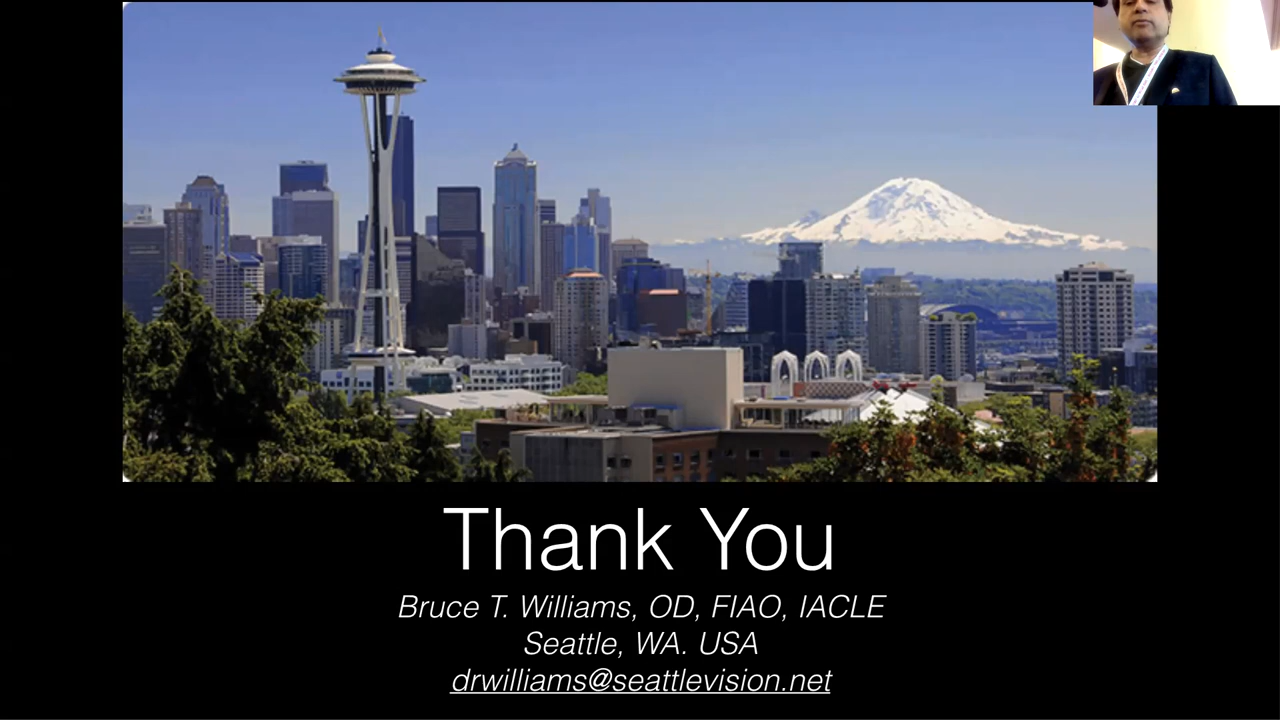 Thank You
Bruce T. Williams, OD, FIAO, IACLE
Seattle, WA. USA
drwilliams@seattlevision.net